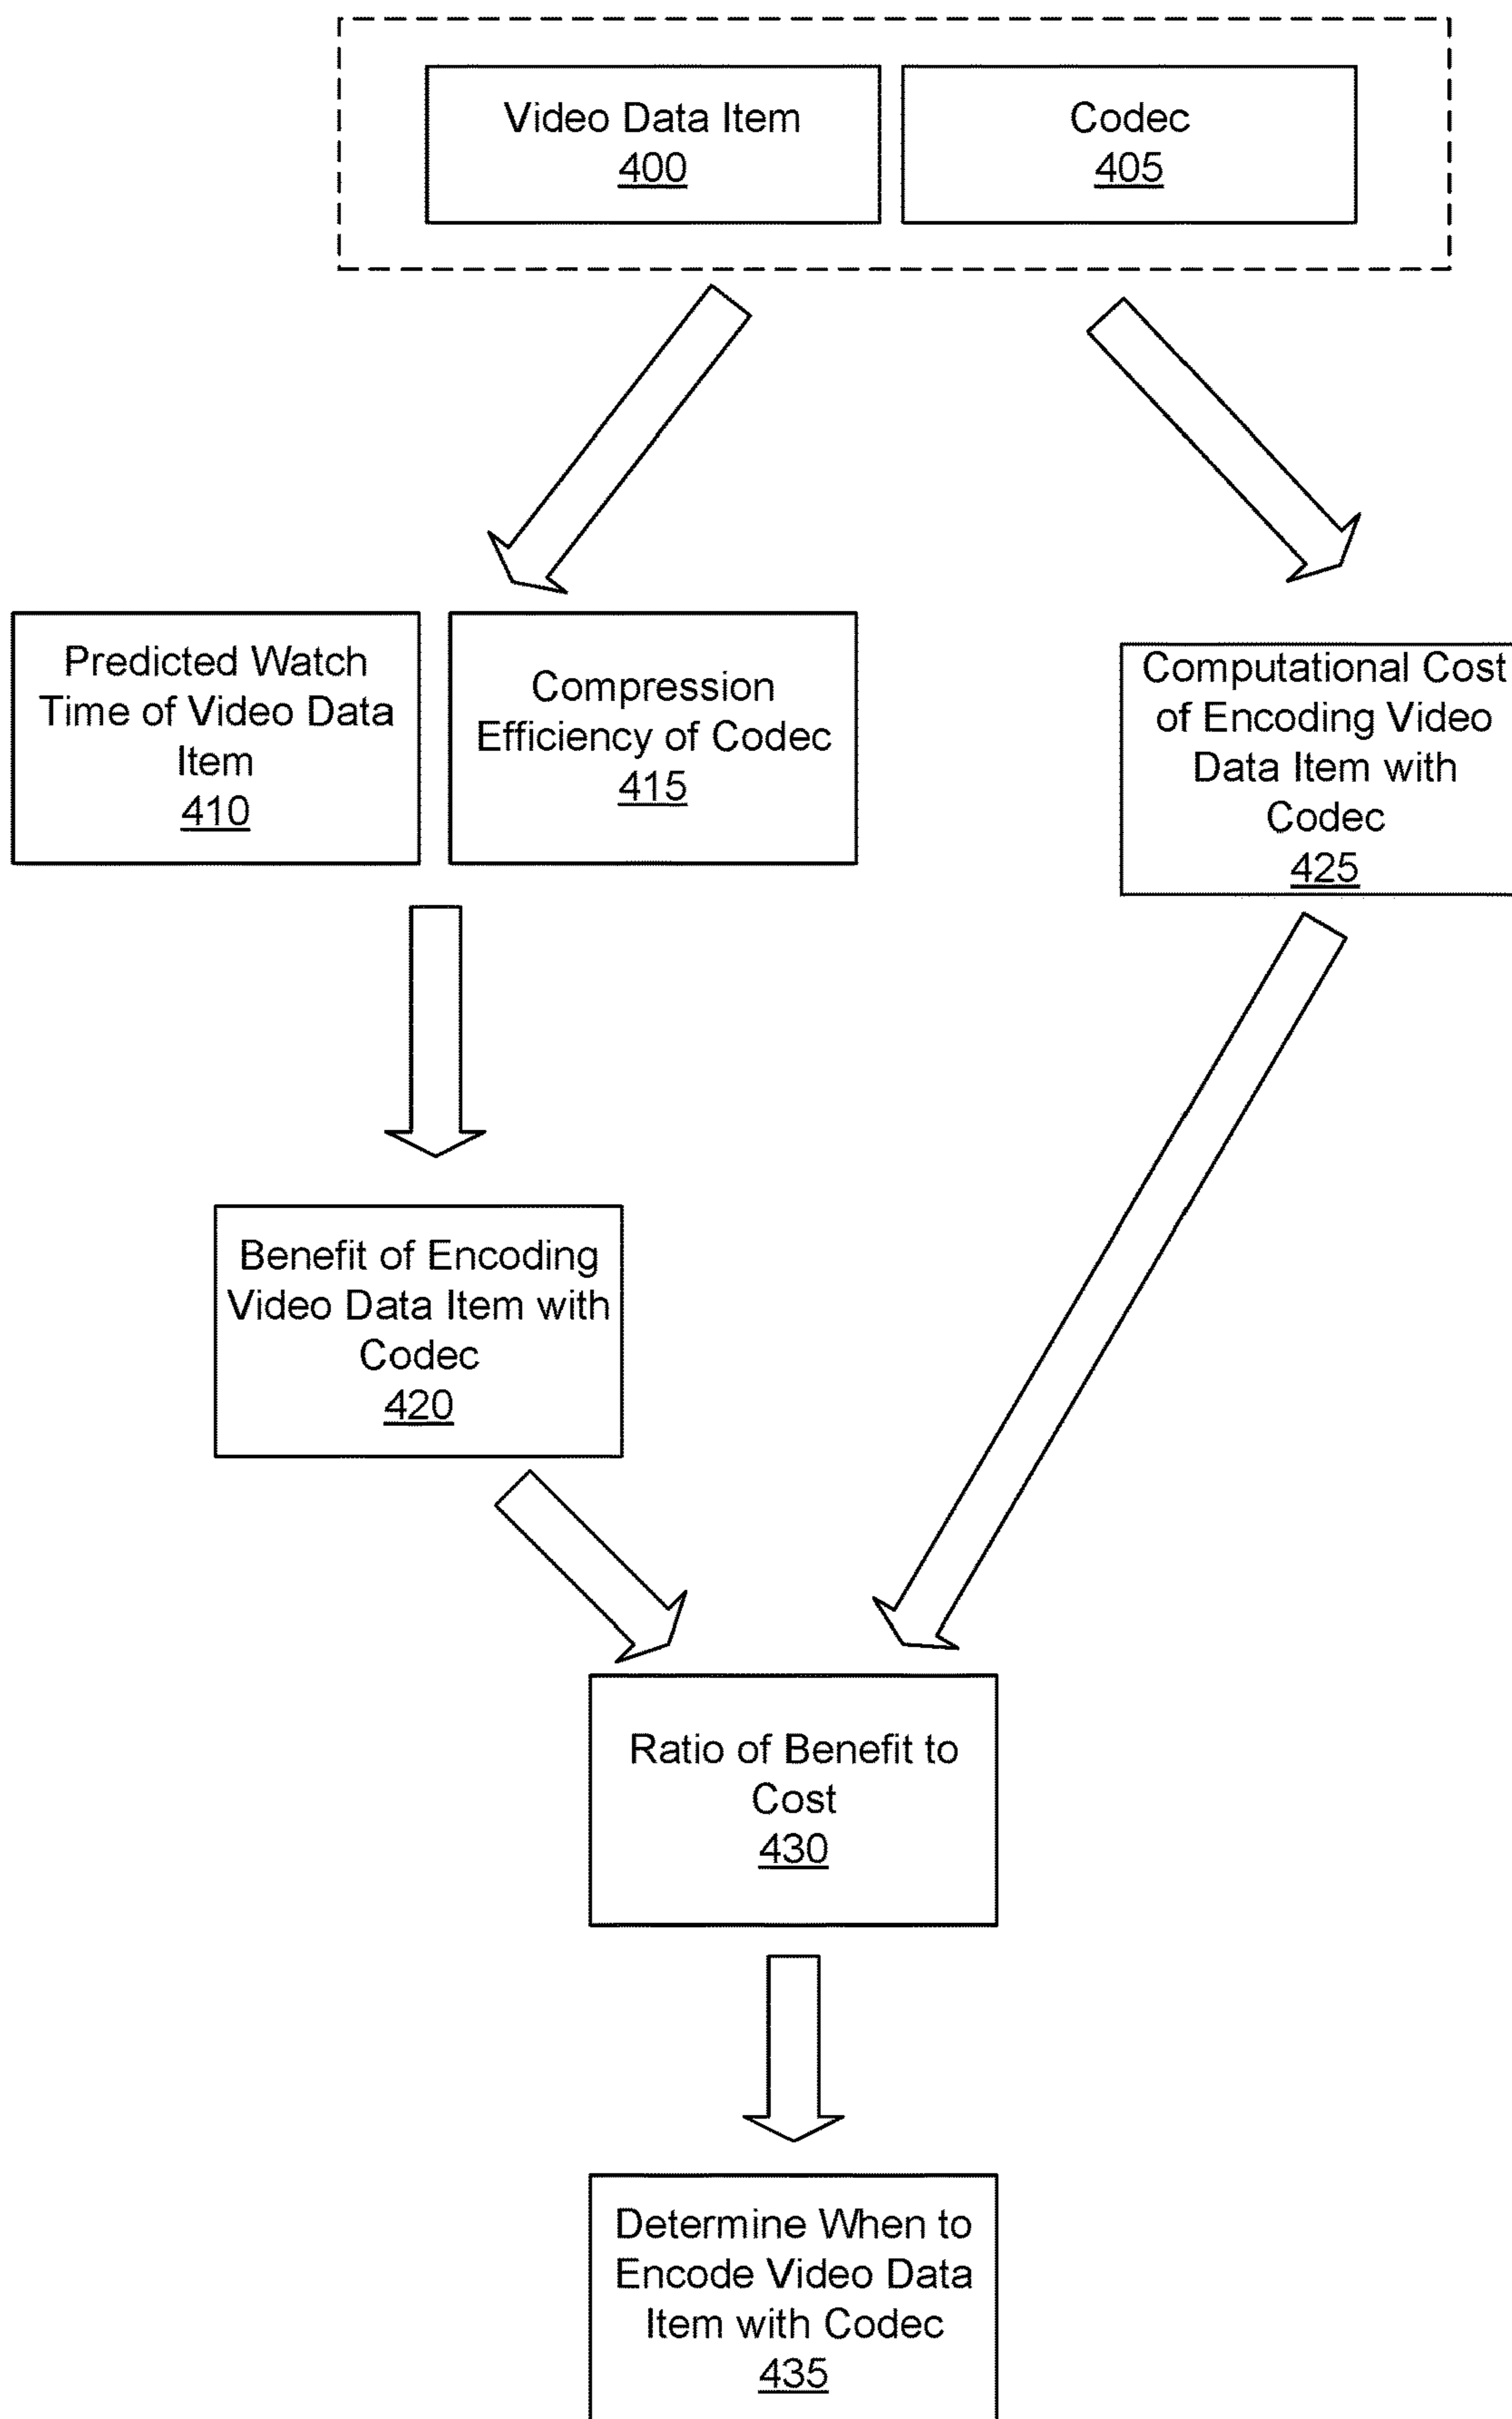 Video Data Item
400
Codec
405
Predicted Watch
Time of Video Data
Item
410
Compression
Efficiency of Codec
415
Computational Cost
of Encoding Video
Data Item with
Codec
425
Benefit of Encoding
Video Data Item with
Codec
420
Ratio of Benefit to
Cost
430
Determine When to
Encode Video Data
Item with Codec
435